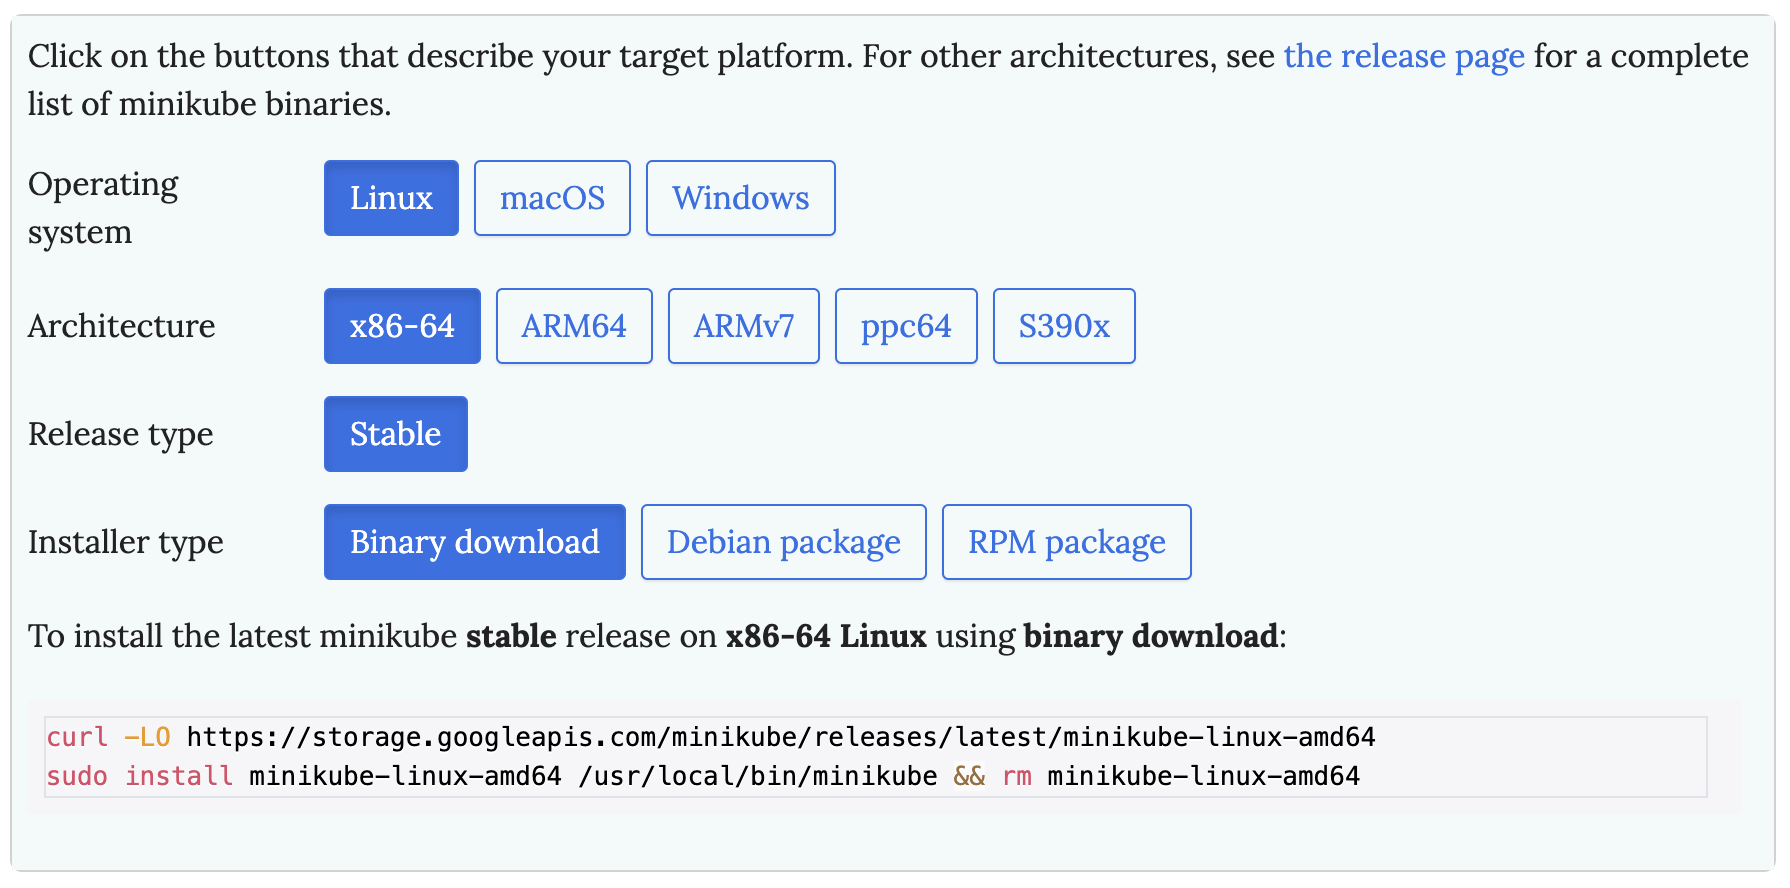 Click on the buttons that describe your target platform. For other architectures, see the release page for a complete
list of minikube binaries.
Operating
system
Linux macOS Windows
Architecture x86-64 ARM64 ARMv7 ppc64 S390x
Release type Stable
Installer type Binary download Debian package RPM package
To install the latest minikube stable release on x86-64 Linux using binary download:
curl -LO https://storage.googleapis.com/minikube/releases/latest/minikube-linux-amd64
sudo install minikube-linux-amd64 /usr/local/bin/minikube && rm minikube-linux-amd64